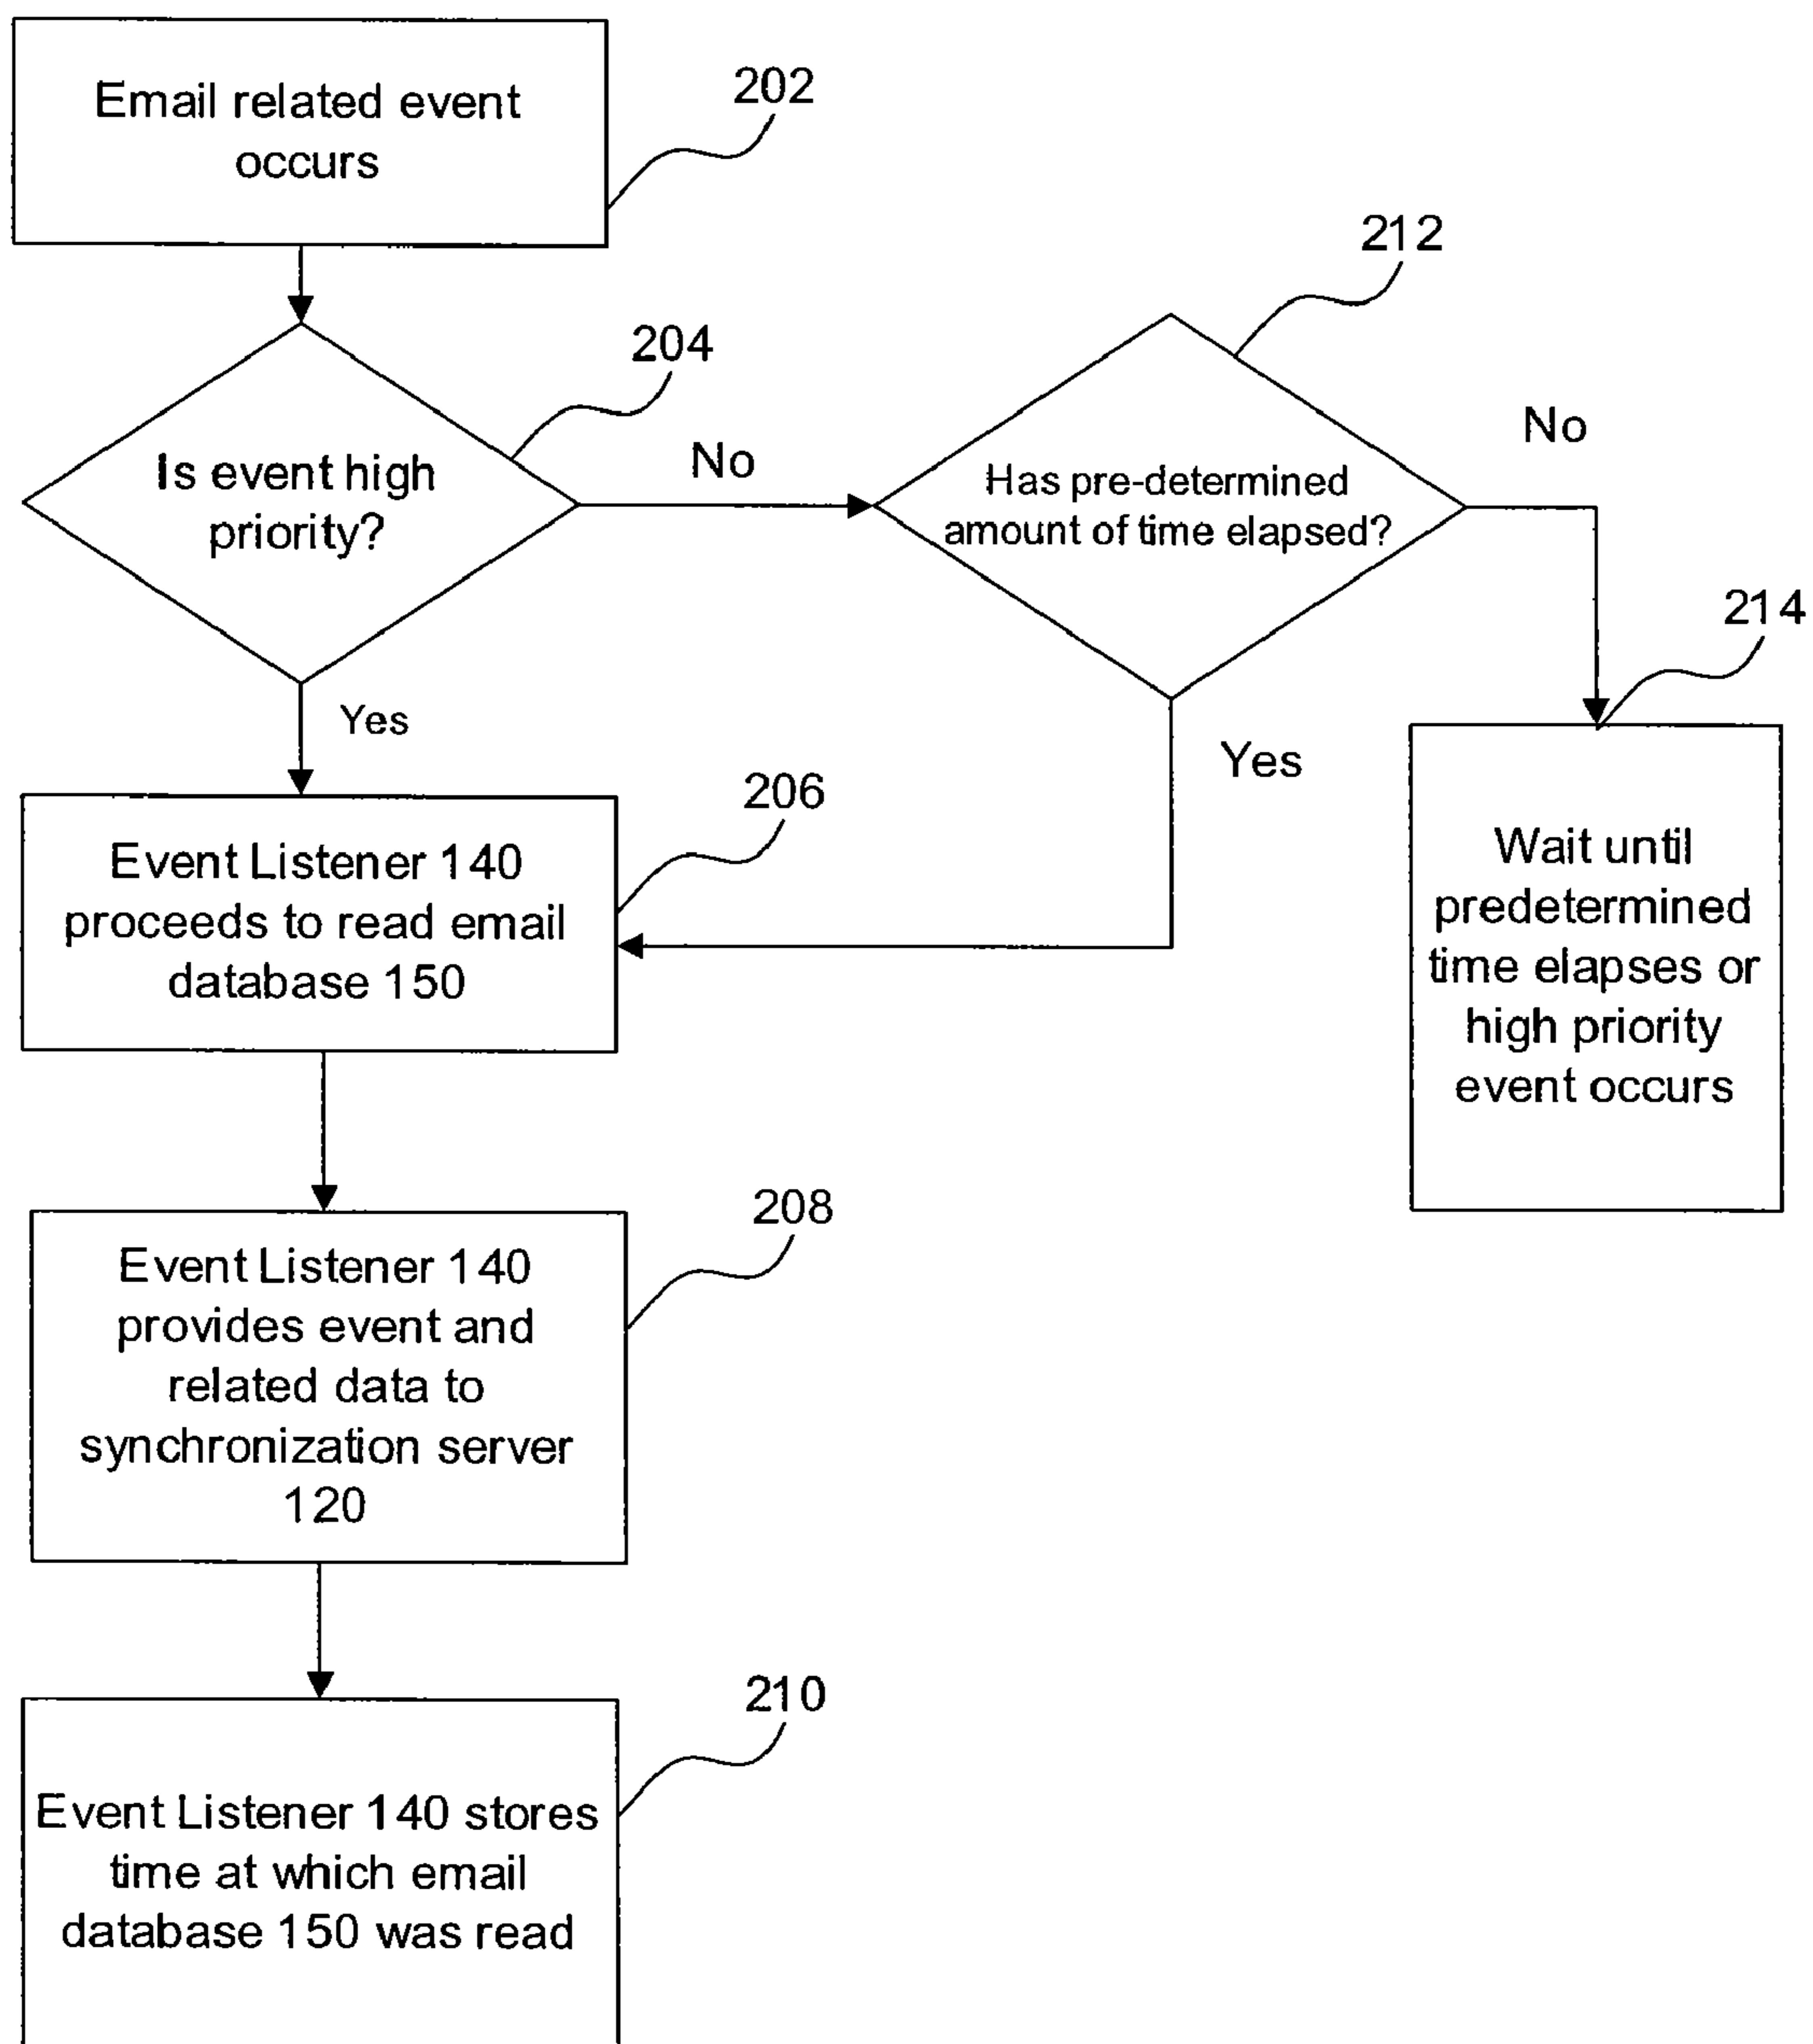 Email related event
occurs
202
Is event high
priority?
204
No
Has pre-determined
amount of time elapsed?
212
No
Yes
Yes
Event Listener 140
proceeds to read email
database 150
206
Wait until
predetermined
time elapses or
high priority
event occurs
214
Event Listener 140
provides event and
related data to
synchronization server
120
208
Event Listener 140 stores
time at which email
database 150 was read
210